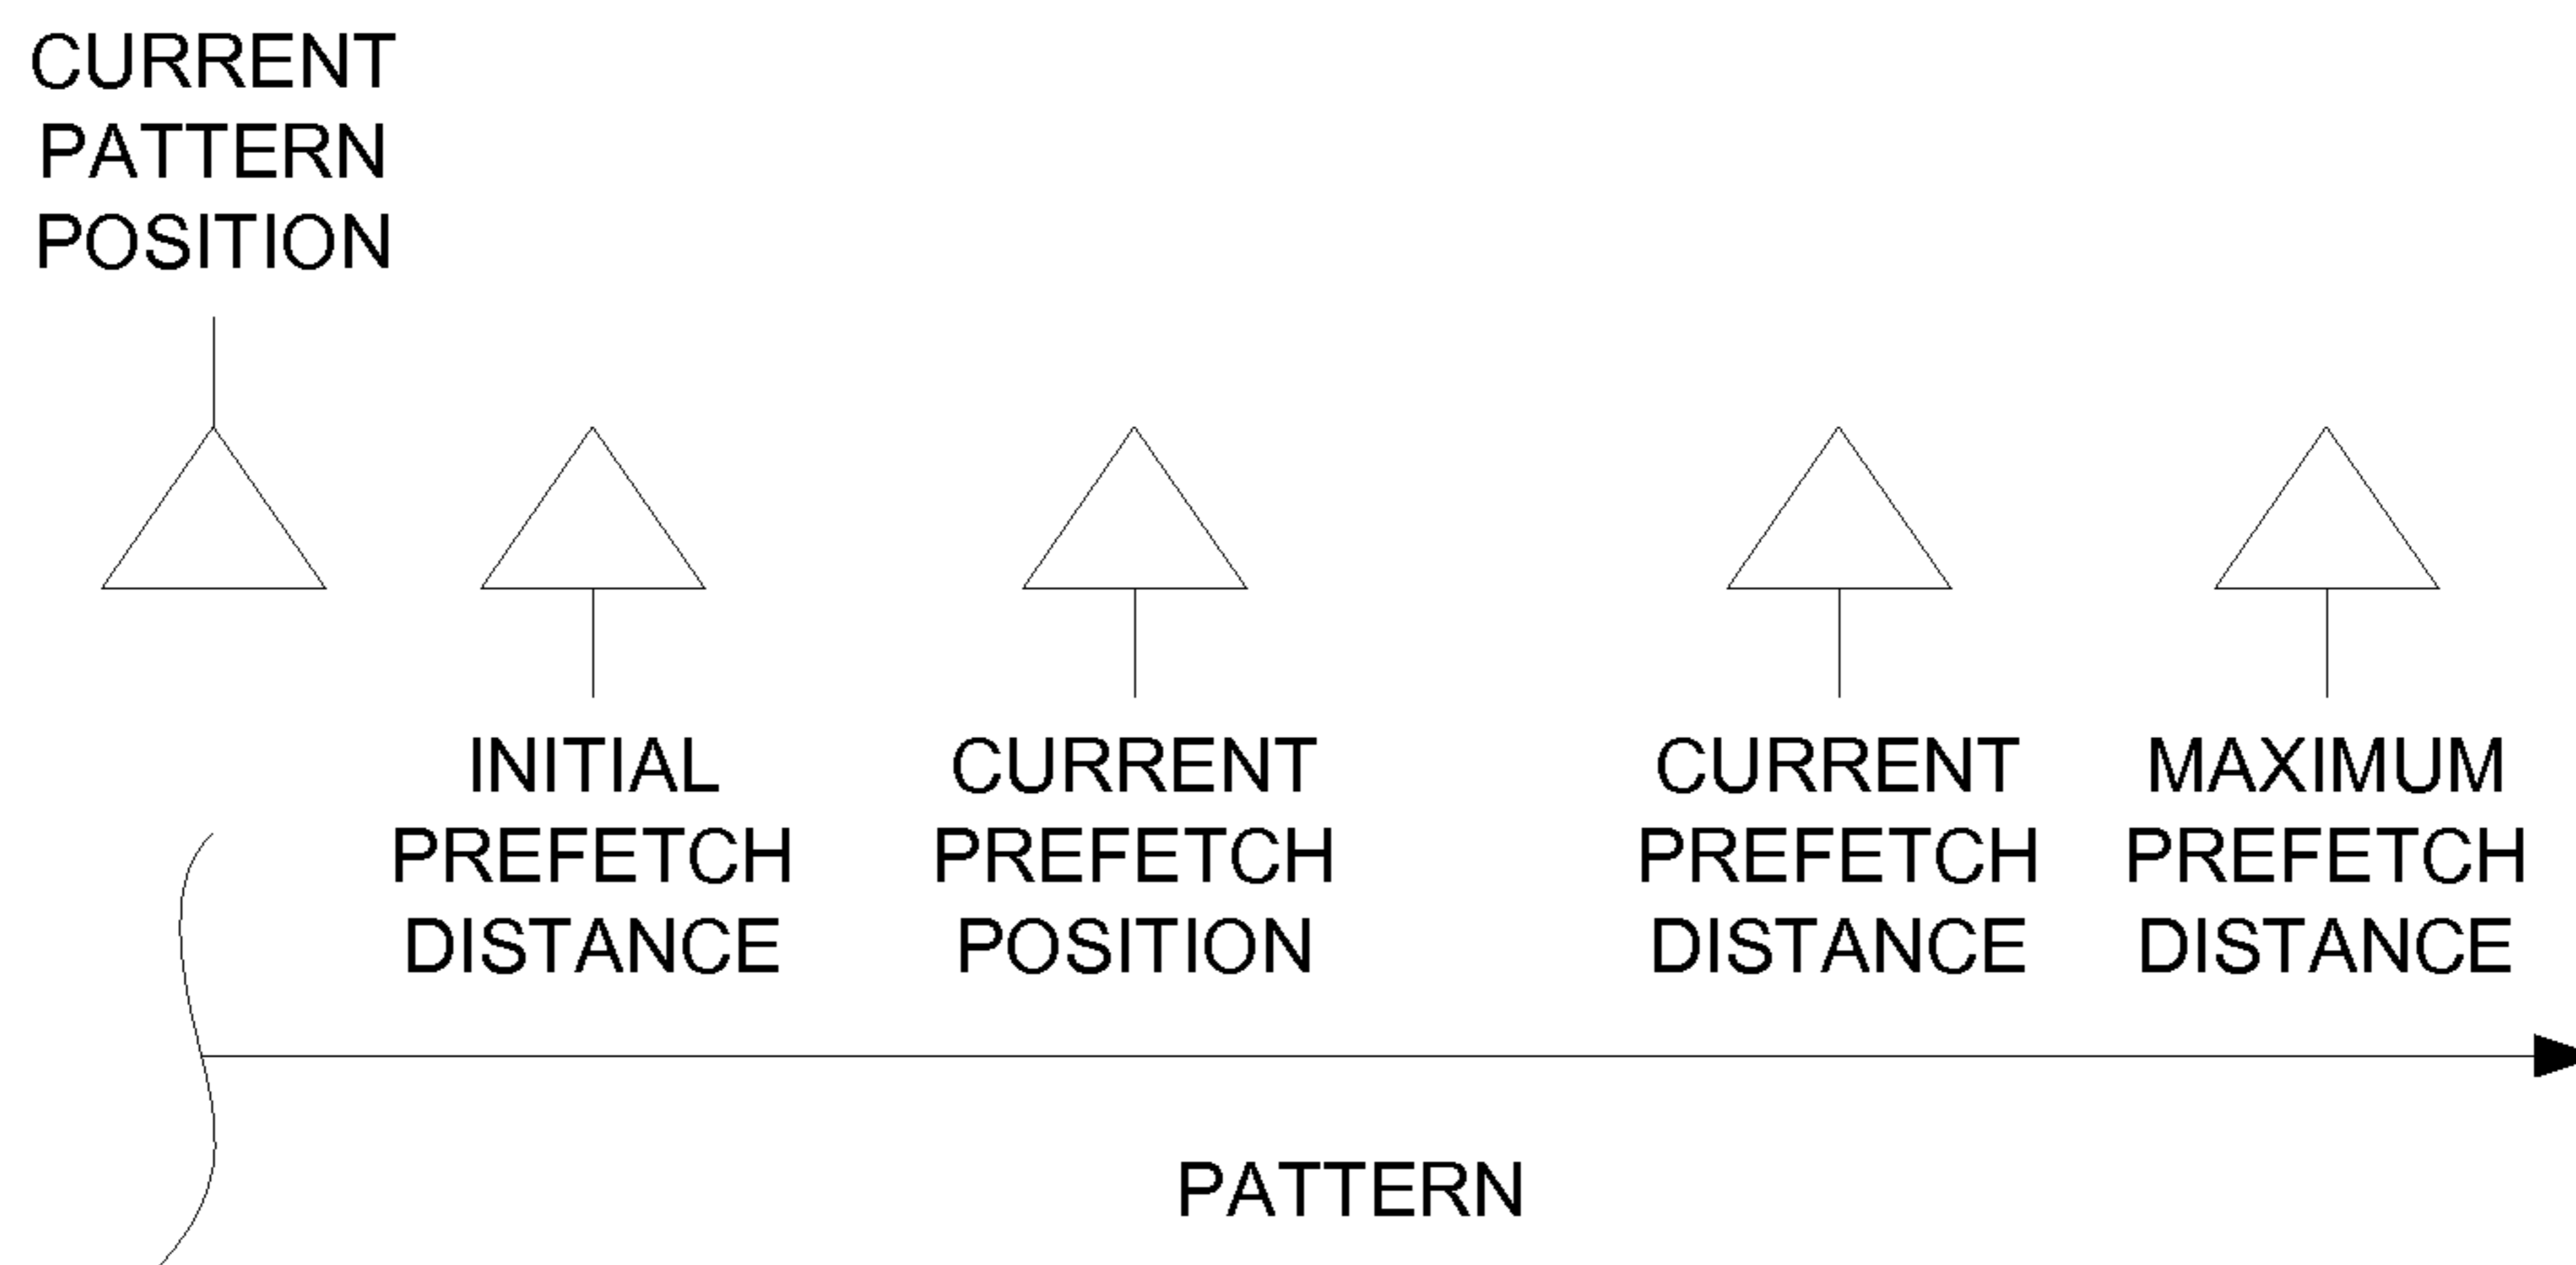 CURRENT
PATTERN
POSITION
INITIAL
PREFETCH
DISTANCE
CURRENT
PREFETCH
POSITION
CURRENT
PREFETCH
DISTANCE
MAXIMUM
PREFETCH
DISTANCE
PATTERN